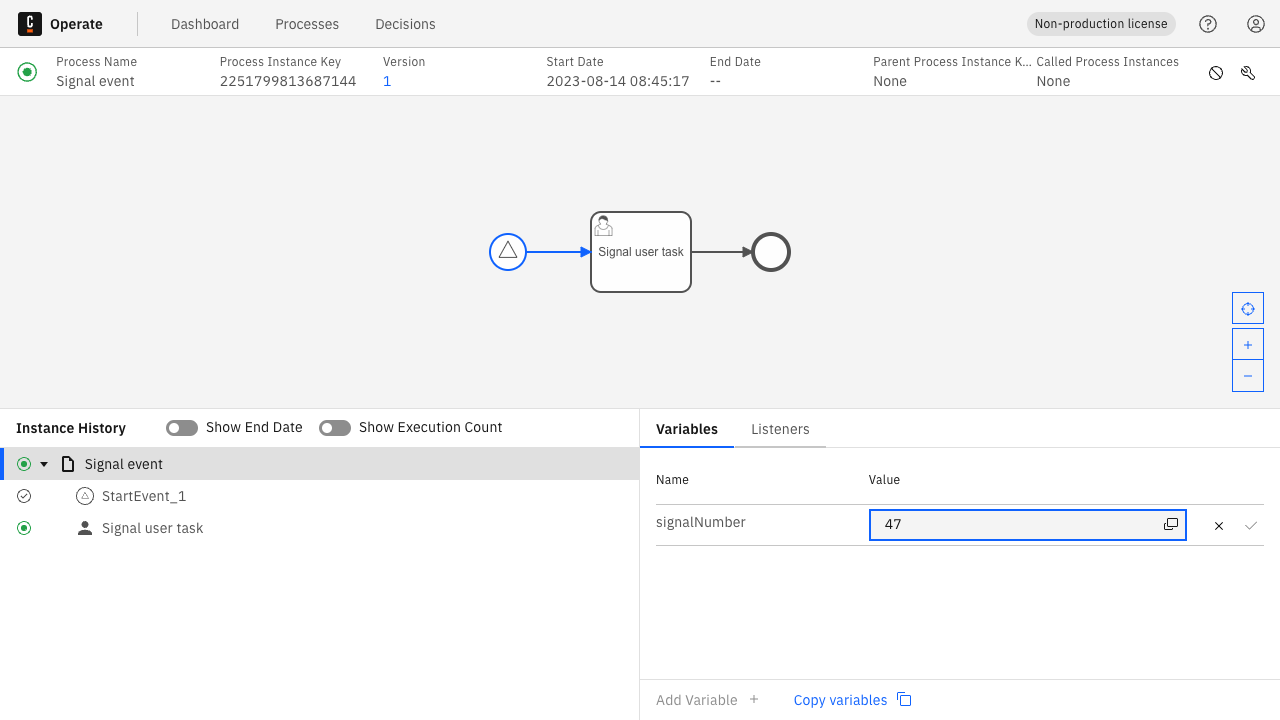 Operate
Dashboard
Processes
Decisions
Non-production license
Process Name
Signal event
Process Instance Key
2251799813687144
Version
1
Start Date
2023-08-14 08:45:17
End Date
--
Parent Process Instance K...
None
Called Process Instances
None
Signal user task
Instance History
Show End Date
Show Execution Count
Signal event
StartEvent_1
Signal user task
Variables
Listeners
Name
Value
signalNumber
47
Add Variable
Copy variables